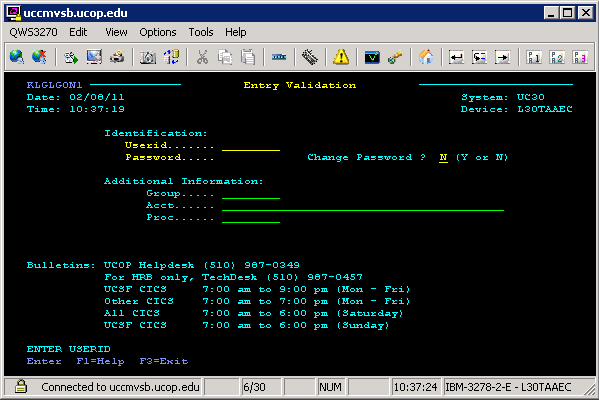 uccmvsb.ucop.edu
QWS3270 Edit View Options Tools Help
P 1 P 2 P 3
KLGLGON1 Entry Validation
Date: 02/08/11 System: UC30
Time: 10:37:19 Device: L30TAAEC
Identification:
Userid.......
Password..... Change Password ? N (Y or N)
Additional Information:
Group.....
Acct......
Proc......
Bulletins: UCOP Helpdesk (510) 987-0349
For HRB only, TechDesk (510) 987-0457
UCSF CICS 7:00 am to 9:00 pm (Mon - Fri)
Other CICS 7:00 am to 7:00 pm (Mon - Fri)
All CICS 7:00 am to 6:00 pm (Saturday)
UCSF CICS 7:00 am to 6:00 pm (Sunday)
ENTER USERID
Enter F1=Help F3=Exit
Connected to uccmvsb.ucop.edu 6/30 NUM 10:37:24 IBM-3278-2-E - L30TAAEC